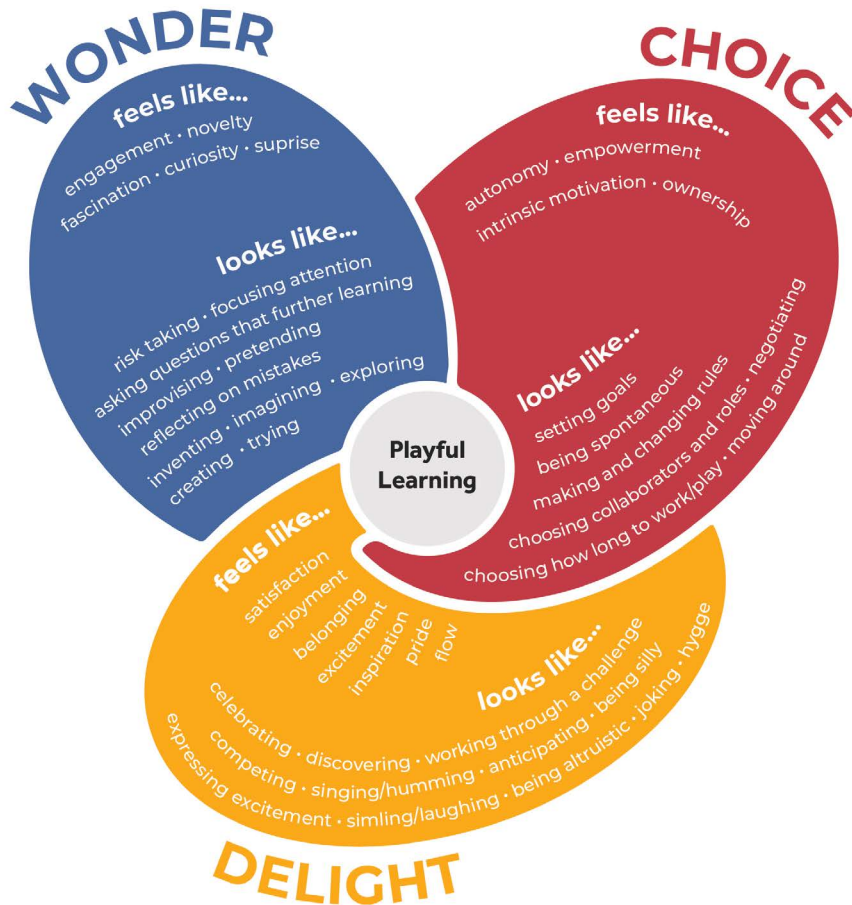 WONDER
feels like...
engagement • novelty
fascination • curiosity • suprise
looks like...
risk taking • focusing attention
asking questions that further learning
improvising • pretending
reflecting on mistakes
inventing • imagining • exploring
creating • trying
CHOICE
feels like...
autonomy • empowerment
intrinsic motivation • ownership
looks like...
setting goals
being spontaneous
making and changing rules
choosing collaborators and roles • negotiating
choosing how long to work/play • moving around
Playful
Learning
feels like...
satisfaction
enjoyment
belonging
excitement
inspiration
pride
flow
looks like...
celebrating • discovering • working through a challenge
competing • singing/humming • anticipating • being silly
expressing excitement • simling/laughing • being altruistic • joking • hygge
DELIGHT